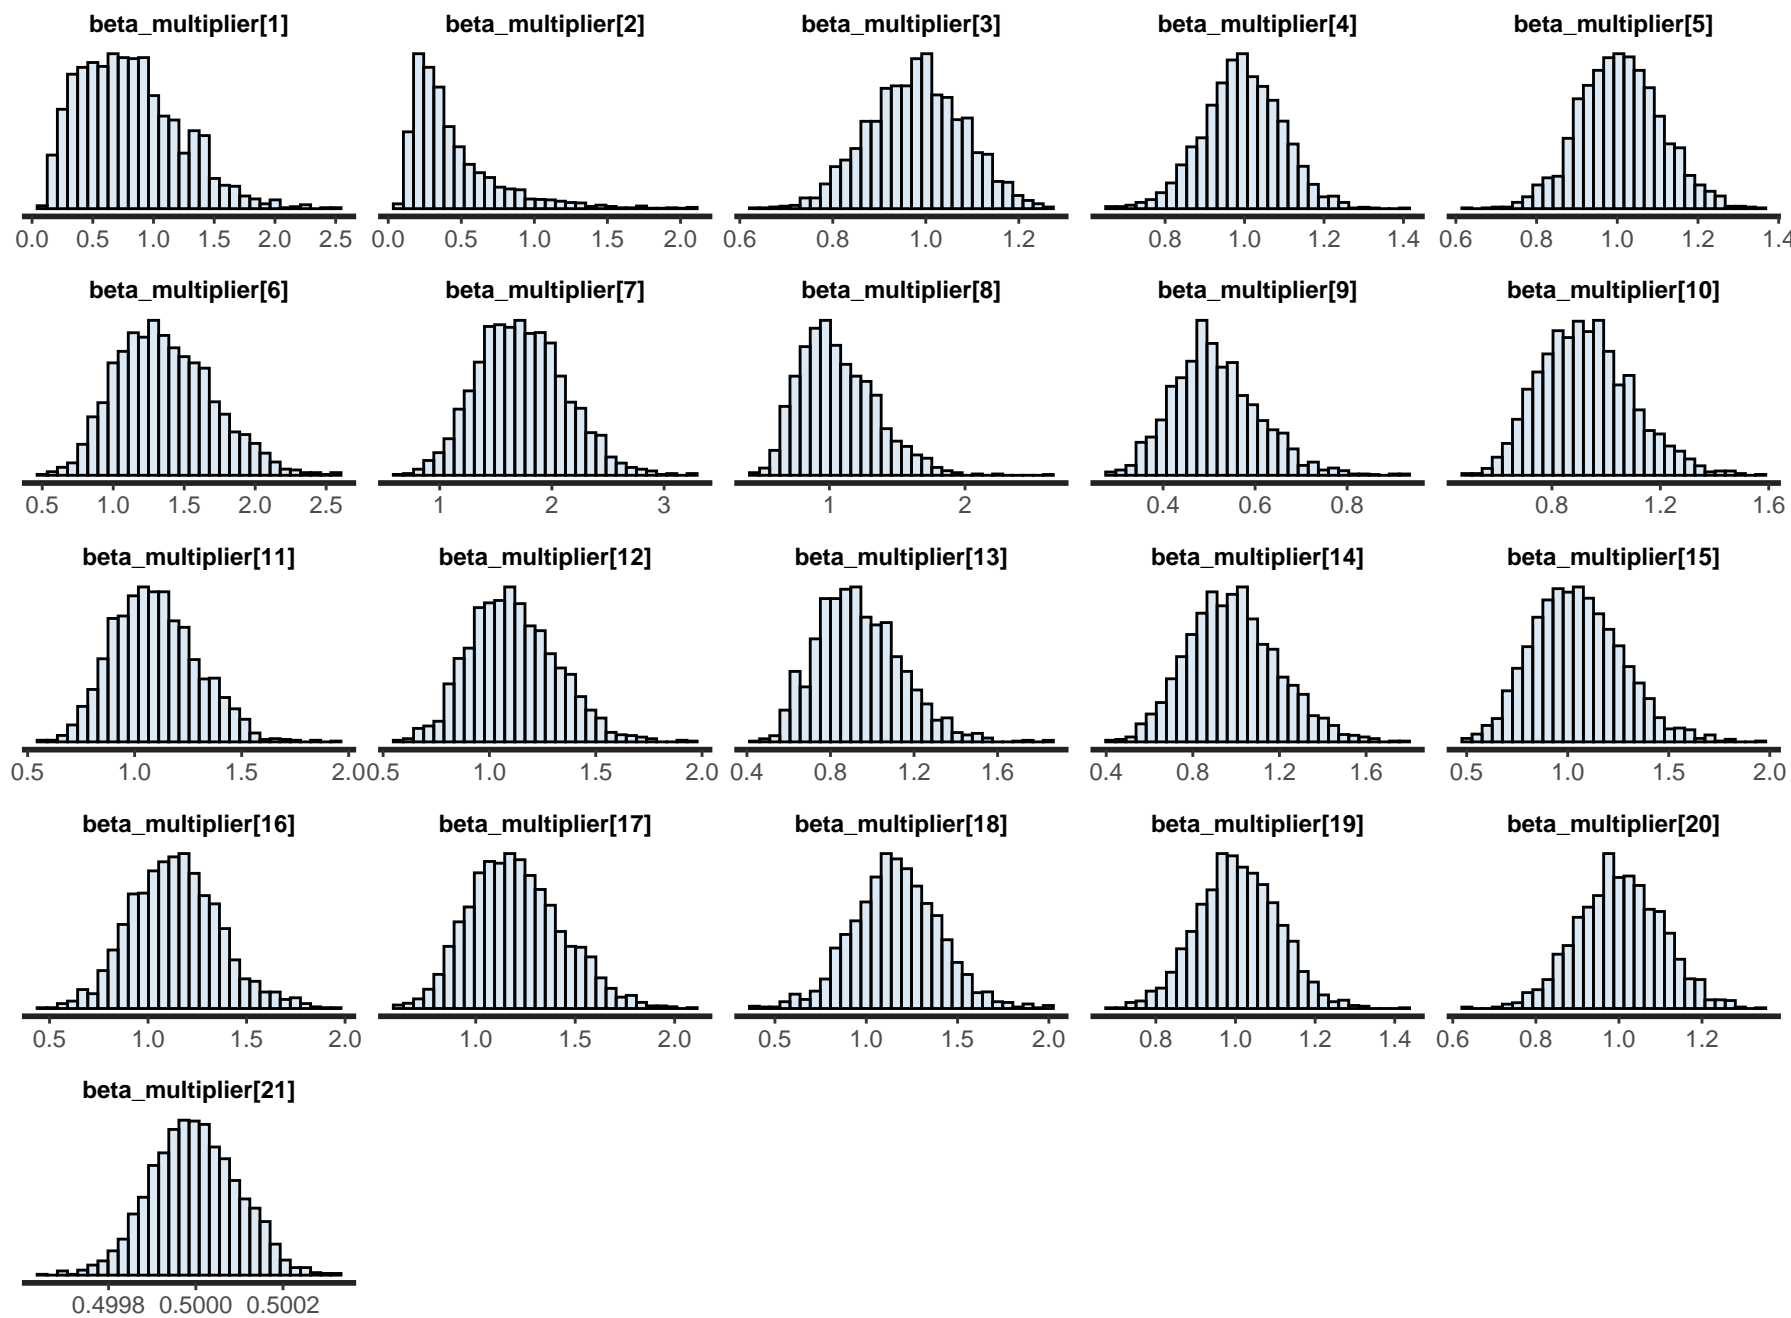 beta_multiplier[1] beta_multiplier[2] beta_multiplier[3] beta_multiplier[4] beta_multiplier[5]
0.0 0.5 1.0 1.5 2.0 2.5 0.0 0.5 1.0 1.5 2.0 0.6 0.8 1.0 1.2 0.8 1.0 1.2 1.4 0.6 0.8 1.0 1.2 1.4
beta_multiplier[6] beta_multiplier[7] beta_multiplier[8] beta_multiplier[9] beta_multiplier[10]
0.5 1.0 1.5 2.0 2.5 1 2 3 1 2 0.4 0.6 0.8 0.8 1.2 1.6
beta_multiplier[11] beta_multiplier[12] beta_multiplier[13] beta_multiplier[14] beta_multiplier[15]
0.5 1.0 1.5 2.0 0.5 1.0 1.5 2.0 0.4 0.8 1.2 1.6 0.4 0.8 1.2 1.6 0.5 1.0 1.5 2.0
beta_multiplier[16] beta_multiplier[17] beta_multiplier[18] beta_multiplier[19] beta_multiplier[20]
0.5 1.0 1.5 2.0 1.0 1.5 2.0 0.5 1.0 1.5 2.0 0.8 1.0 1.2 1.4 0.6 0.8 1.0 1.2
beta_multiplier[21]
0.4998 0.5000 0.5002